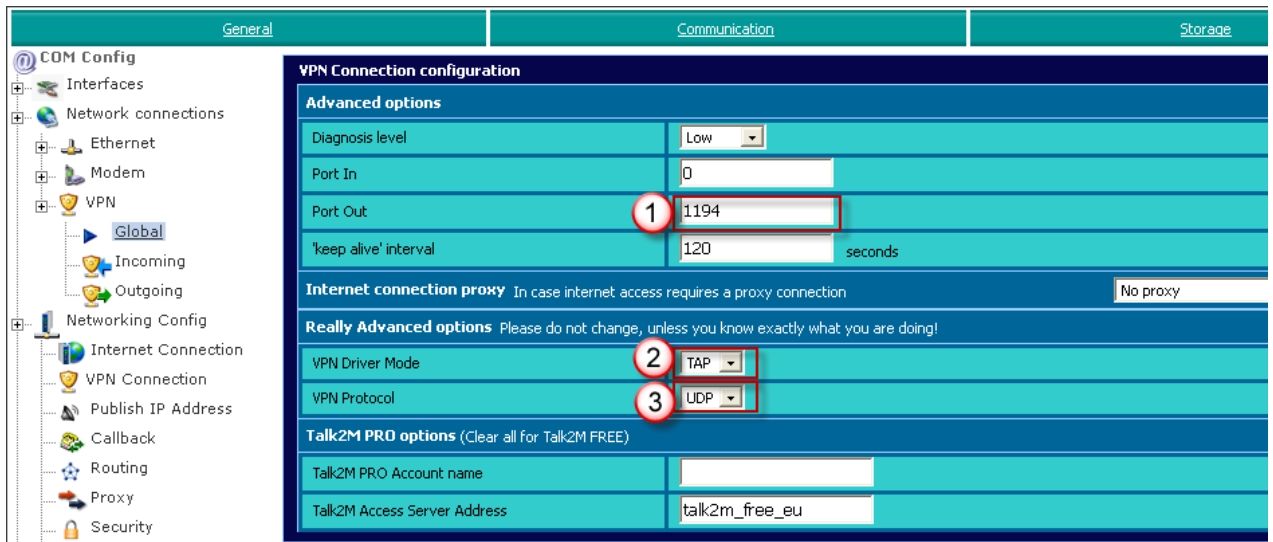 General
Communication
Storage
COM Config
Interfaces
Network connections
Ethernet
Modem
VPN
Global
Incoming
Outgoing
Networking Config
Internet Connection
VPN Connection
Publish IP Address
Callback
Routing
Proxy
Security
VPN Connection configuration
Advanced options
Diagnosis level Low
Port In 0
Port Out 1 1194
'keep alive' interval 120 seconds
Internet connection proxy In case internet access requires a proxy connection No proxy
Really Advanced options Please do not change, unless you know exactly what you are doing!
VPN Driver Mode 2 TAP
VPN Protocol 3 UDP
Talk2M PRO options (Clear all for Talk2M FREE)
Talk2M PRO Account name
Talk2M Access Server Address talk2m_free_eu